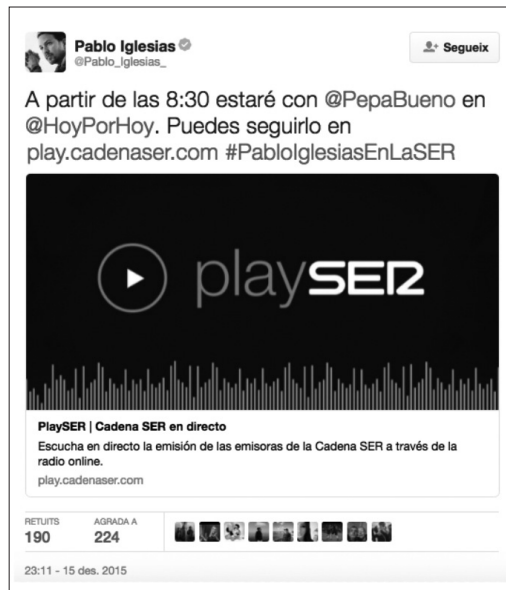 Pablo Iglesias
@Pablo_Iglesias_
Segueix
A partir de las 8:30 estaré con @PepaBueno en
@HoyPorHoy. Puedes seguirlo en
play.cadenaser.com #PabloIglesiasEnLaSER
playSER
PlaySER | Cadena SER en directo
Escucha en directo la emisión de las emisoras de la Cadena SER a través de la
radio online.
play.cadenaser.com
RETUITS AGRADA A
190 224
23:11 - 15 des. 2015